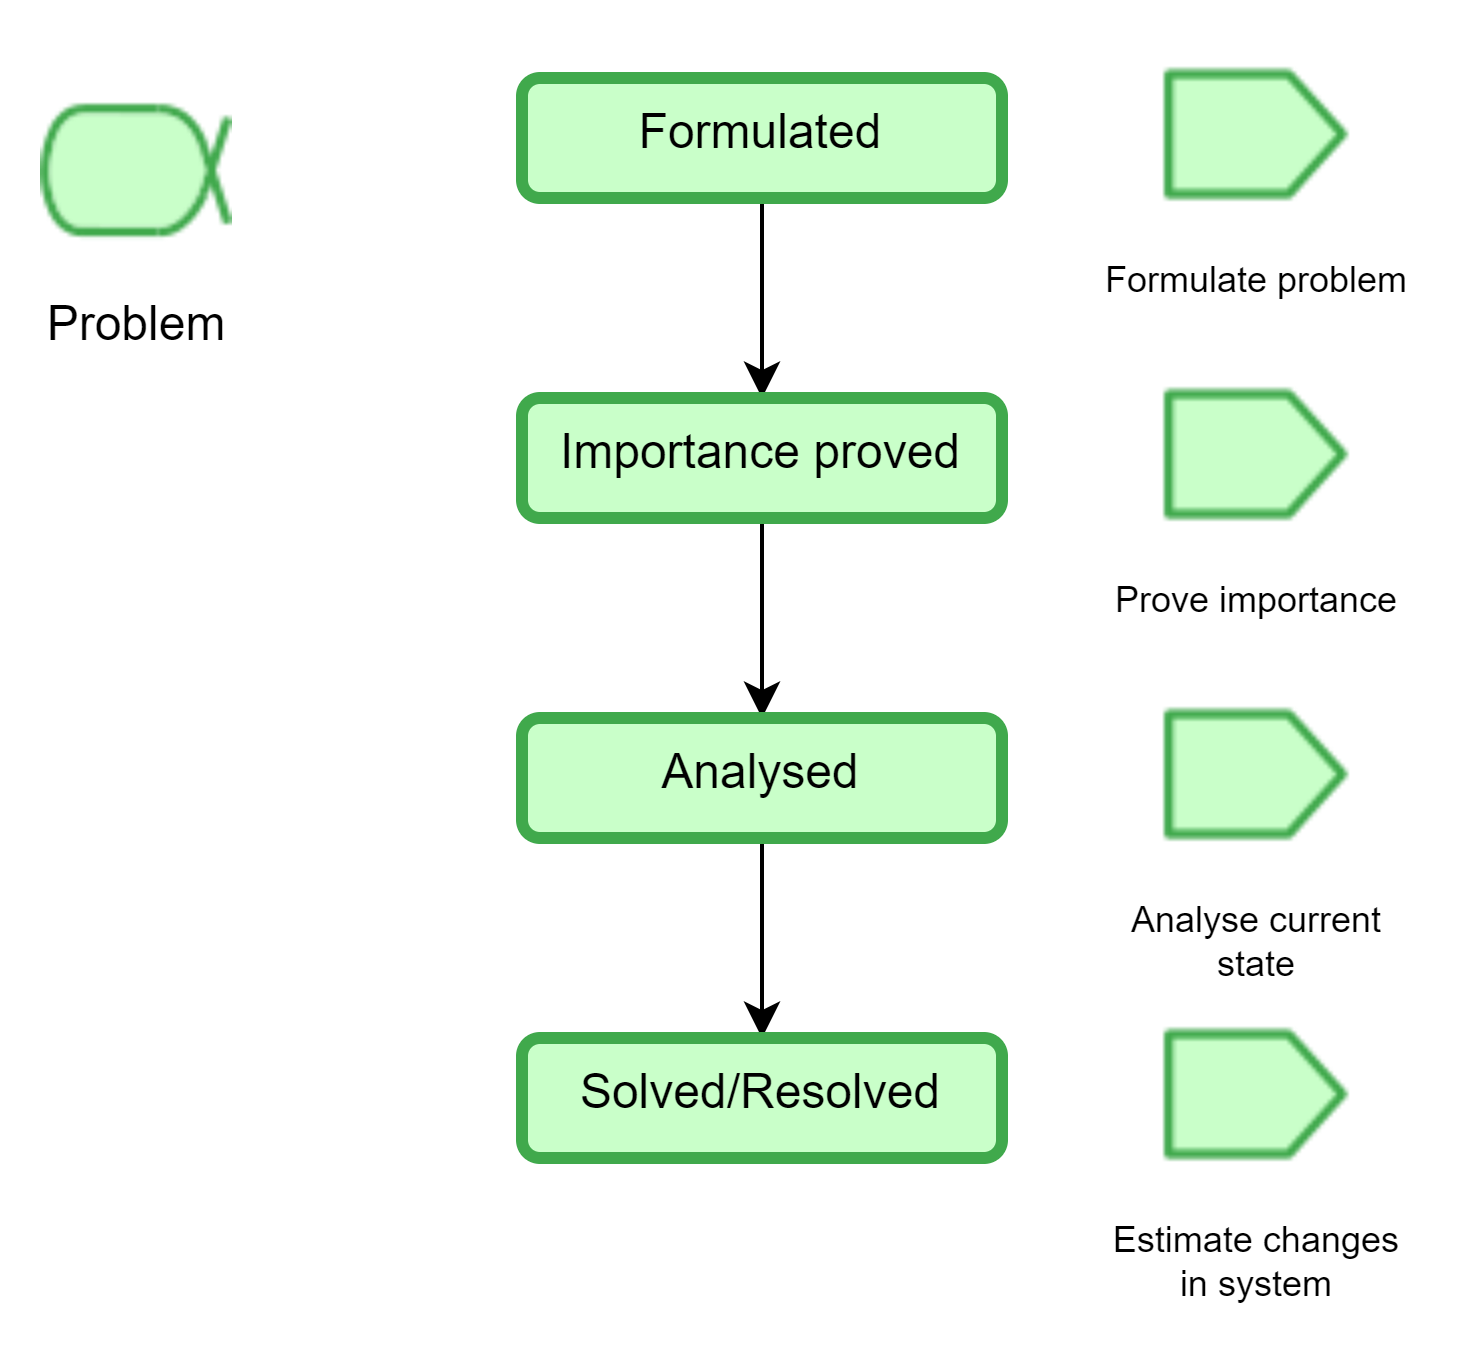 Problem
Formulated
Formulate problem
Importance proved
Prove importance
Analysed
Analyse current
state
Solved/Resolved
Estimate changes
in system